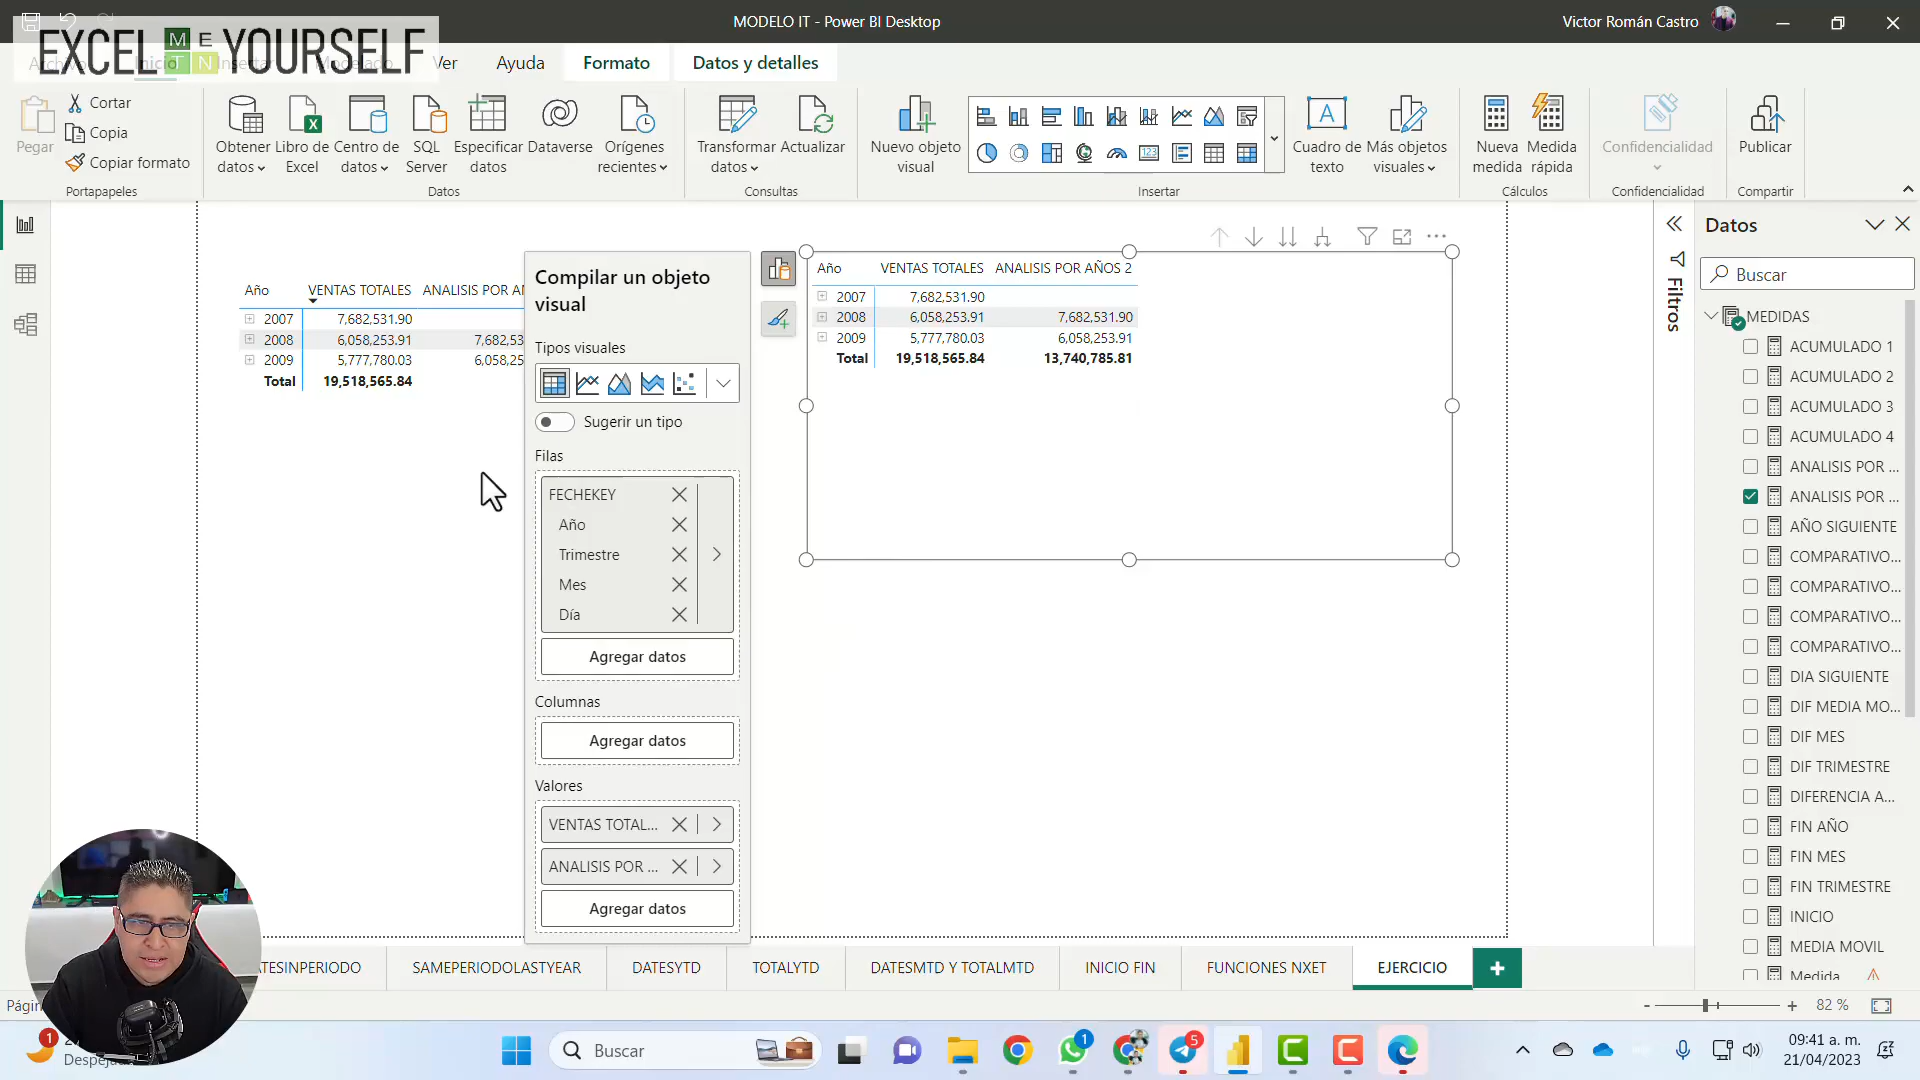 EXCEL ME TN YOURSELF
MODELO IT - Power BI Desktop
Victor Román Castro
Ver
Ayuda
Formato
Datos y detalles
Pegar
Cortar
Copia
Copiar formato
Portapapeles
Obtener datos
Libro de Excel
Centro de datos
SQL Server
Especificar datos
Dataverse
Orígenes recientes
Datos
Transformar datos
Actualizar
Consultas
Nuevo objeto visual
Cuadro de texto
Más objetos visuales
Insertar
Nueva medida
Medida rápida
Cálculos
Confidencialidad
Confidencialidad
Publicar
Compartir
Año VENTAS TOTALES ANALISIS POR AÑ
2007 7,682,531.90
2008 6,058,253.91 7,682,53
2009 5,777,780.03 6,058,25
Total 19,518,565.84
Compilar un objeto
visual
Tipos visuales
Sugerir un tipo
Filas
FECHEKEY
Año
Trimestre
Mes
Día
Agregar datos
Columnas
Agregar datos
Valores
VENTAS TOTAL...
ANALISIS POR ...
Agregar datos
Año VENTAS TOTALES ANALISIS POR AÑOS 2
2007 7,682,531.90
2008 6,058,253.91 7,682,531.90
2009 5,777,780.03 6,058,253.91
Total 19,518,565.84 13,740,785.81
Filtros
Datos
Buscar
MEDIDAS
ACUMULADO 1
ACUMULADO 2
ACUMULADO 3
ACUMULADO 4
ANALISIS POR ...
ANALISIS POR ...
AÑO SIGUIENTE
COMPARATIVO...
COMPARATIVO...
COMPARATIVO...
COMPARATIVO...
DIA SIGUIENTE
DIF MEDIA MO...
DIF MES
DIF TRIMESTRE
DIFERENCIA A...
FIN AÑO
FIN MES
FIN TRIMESTRE
INICIO
MEDIA MOVIL
Medida
ATESINPERIODO
SAMEPERIODOLASTYEAR
DATESYTD
TOTALYTD
DATESMTD Y TOTALMTD
INICIO FIN
FUNCIONES NXET
EJERCICIO
Págin
- + 82 %
1
Despeja
Buscar
1
5
09:41 a. m.
21/04/2023